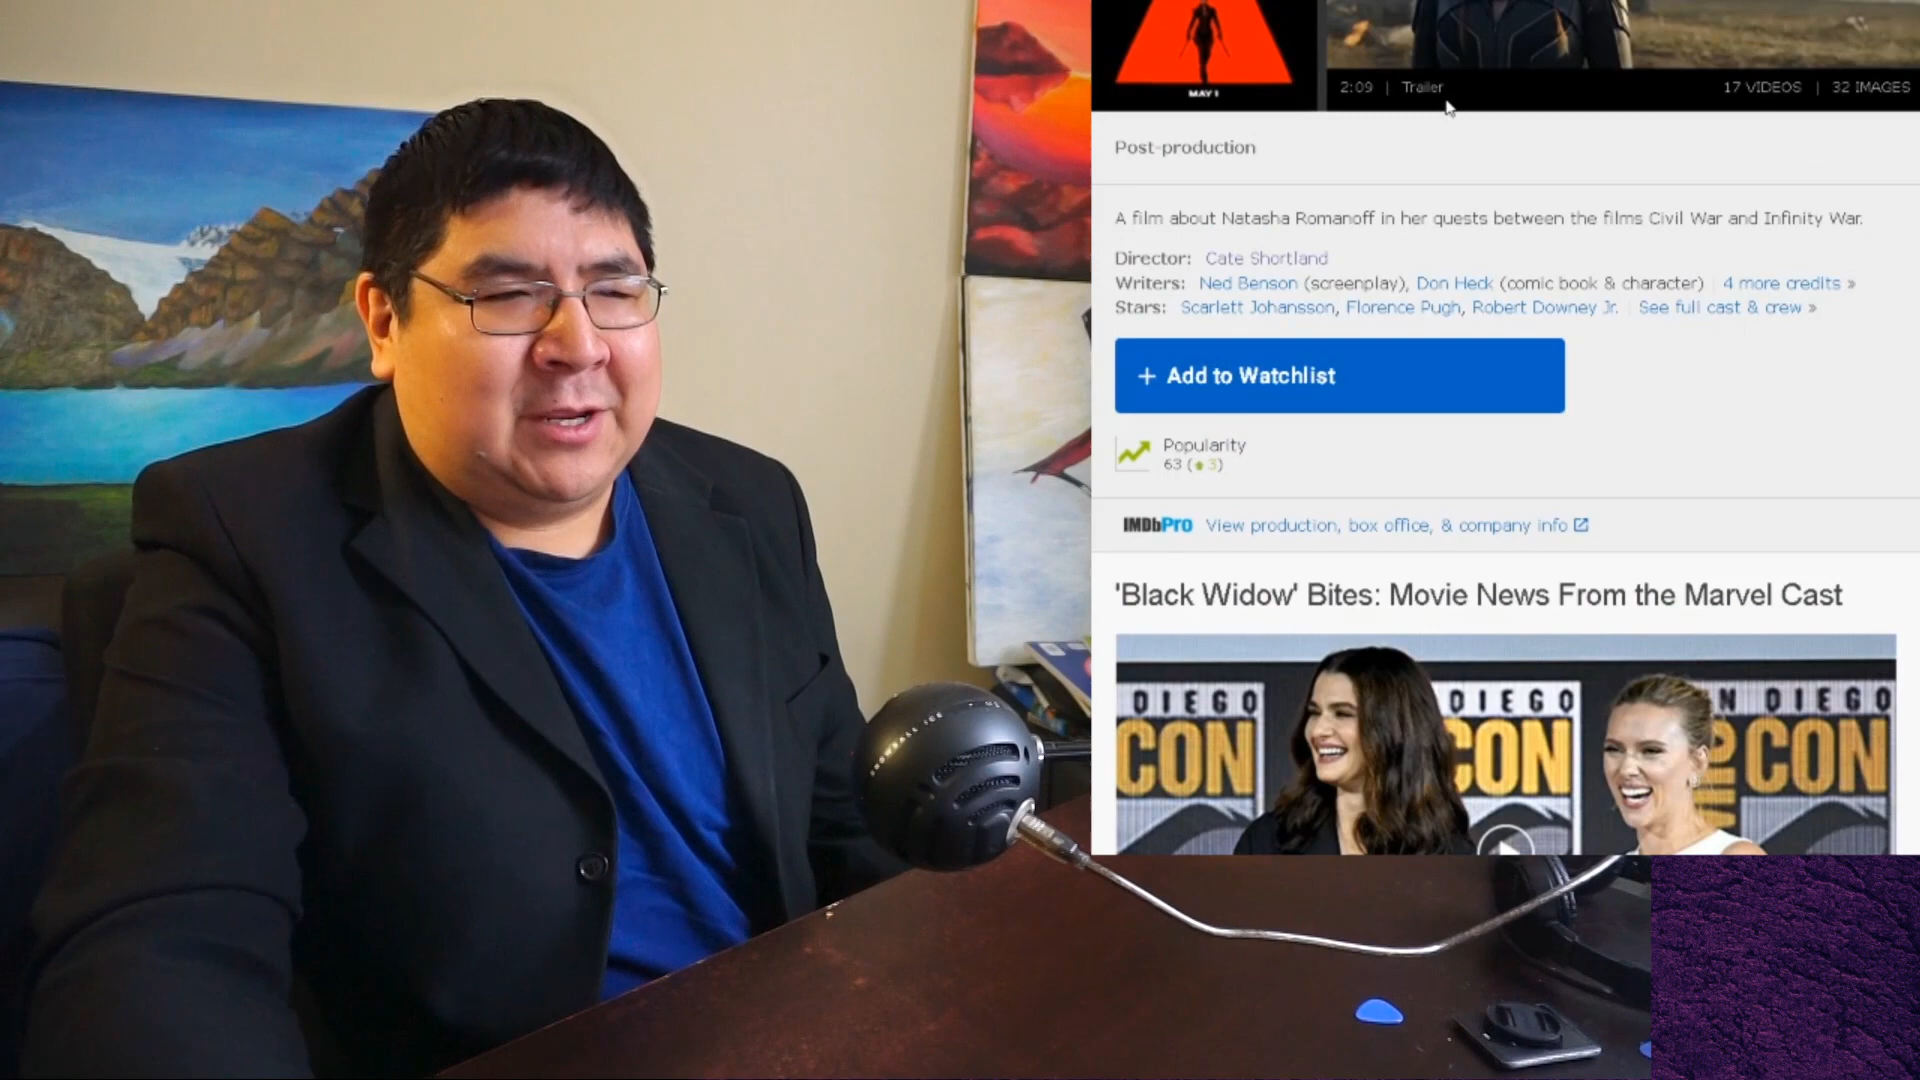 MAY 1
2:09 | Trailer
17 VIDEOS | 32 IMAGES
Post-production
A film about Natasha Romanoff in her quests between the films Civil War and Infinity War.
Director: Cate Shortland
Writers: Ned Benson (screenplay), Don Heck (comic book & character) | 4 more credits »
Stars: Scarlett Johansson, Florence Pugh, Robert Downey Jr. | See full cast & crew »
+ Add to Watchlist
Popularity
63 (3)
IMDbPro View production, box office, & company info
'Black Widow' Bites: Movie News From the Marvel Cast
DIEGO DIEGO N DIEGO
CON CON CON
SNOWBALL ICE